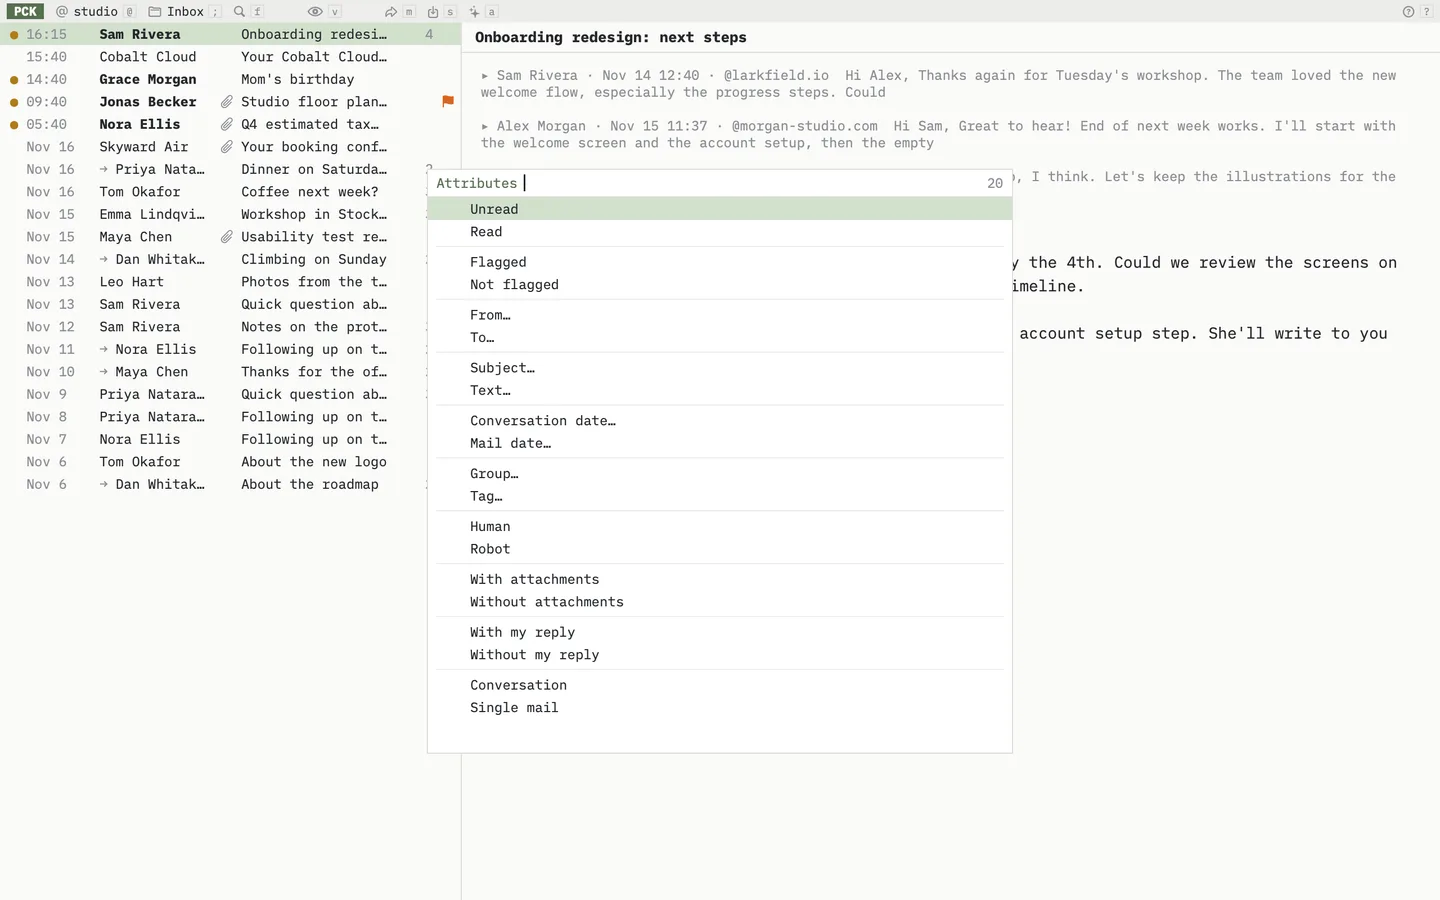 PCK @ studio @ Inbox ; f v m s a ? ?
16:15 Sam Rivera Onboarding redesi… 4
15:40 Cobalt Cloud Your Cobalt Cloud…
14:40 Grace Morgan Mom's birthday
09:40 Jonas Becker Studio floor plan…
05:40 Nora Ellis Q4 estimated tax…
Nov 16 Skyward Air Your booking conf…
Nov 16 → Priya Nata… Dinner on Saturda…
Nov 16 Tom Okafor Coffee next week?
Nov 15 Emma Lindqvi… Workshop in Stock…
Nov 15 Maya Chen Usability test re…
Nov 14 → Dan Whitak… Climbing on Sunday
Nov 13 Leo Hart Photos from the t…
Nov 13 Sam Rivera Quick question ab…
Nov 12 Sam Rivera Notes on the prot…
Nov 11 → Nora Ellis Following up on t…
Nov 10 → Maya Chen Thanks for the of…
Nov 9 Priya Natara… Quick question ab…
Nov 8 Priya Natara… Following up on t…
Nov 7 Nora Ellis Following up on t…
Nov 6 Tom Okafor About the new logo
Nov 6 → Dan Whitak… About the roadmap
Onboarding redesign: next steps
▸ Sam Rivera · Nov 14 12:40 · @larkfield.io Hi Alex, Thanks again for Tuesday's workshop. The team loved the new
welcome flow, especially the progress steps. Could
▸ Alex Morgan · Nov 15 11:37 · @morgan-studio.com Hi Sam, Great to hear! End of next week works. I'll start with
the welcome screen and the account setup, then the empty
, I think. Let's keep the illustrations for the
y the 4th. Could we review the screens on
imeline.
account setup step. She'll write to you
Attributes 20
Unread
Read
Flagged
Not flagged
From…
To…
Subject…
Text…
Conversation date…
Mail date…
Group…
Tag…
Human
Robot
With attachments
Without attachments
With my reply
Without my reply
Conversation
Single mail